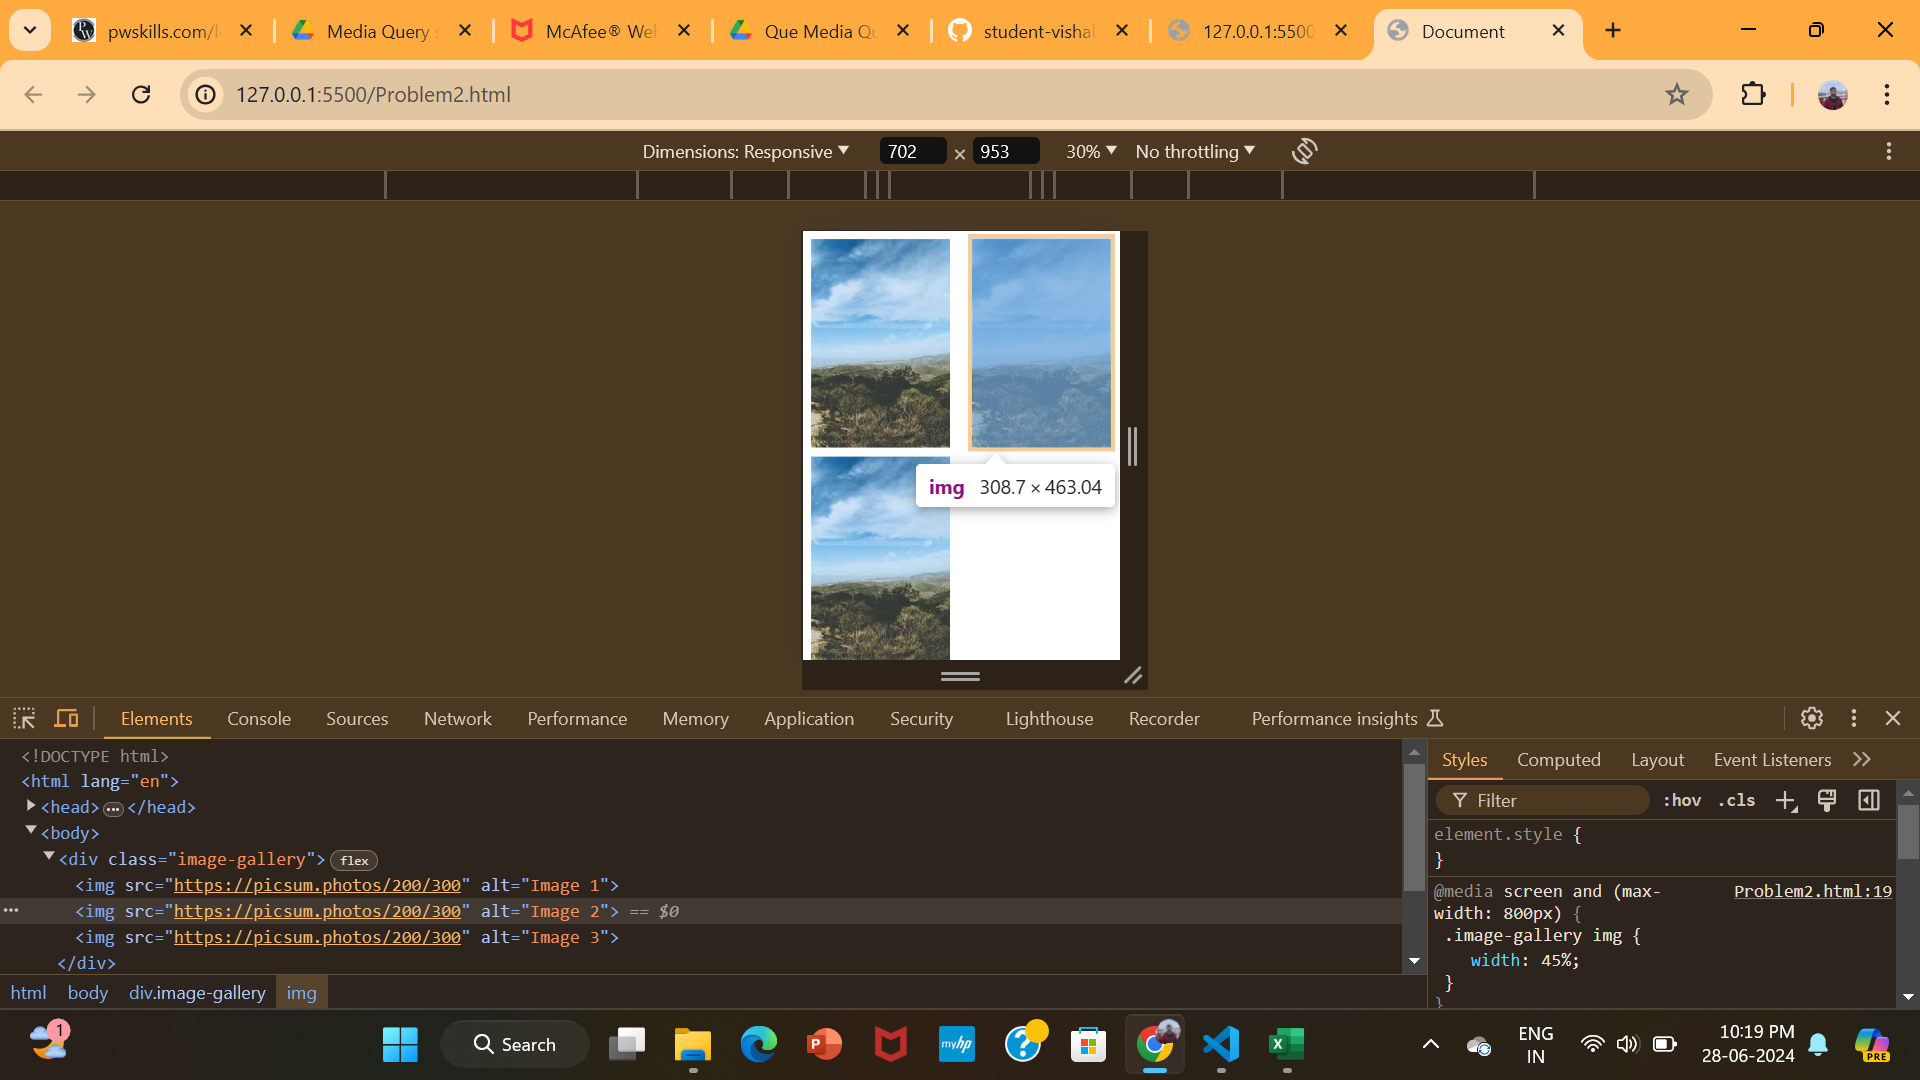 pwskills.com/l
Media Query s
McAfee® Web
Que Media Qu
student-vishal
127.0.0.1:5500
Document
127.0.0.1:5500/Problem2.html
Dimensions: Responsive
702 × 953
30%
No throttling
img 308.7 × 463.04
Elements
Console
Sources
Network
Performance
Memory
Application
Security
Lighthouse
Recorder
Performance insights
<!DOCTYPE html>
<html lang="en">
<head>…</head>
<body>
<div class="image-gallery"> flex
<img src="https://picsum.photos/200/300" alt="Image 1">
<img src="https://picsum.photos/200/300" alt="Image 2"> == $0
<img src="https://picsum.photos/200/300" alt="Image 3">
</div>
html body div.image-gallery img
Styles
Computed
Layout
Event Listeners
Filter
:hov .cls
element.style {
}
@media screen and (max-
width: 800px) {
Problem2.html:19
.image-gallery img {
width: 45%;
}
}
1
Search
P
myhp
?
X
PRE
ENG
IN
10:19 PM
28-06-2024